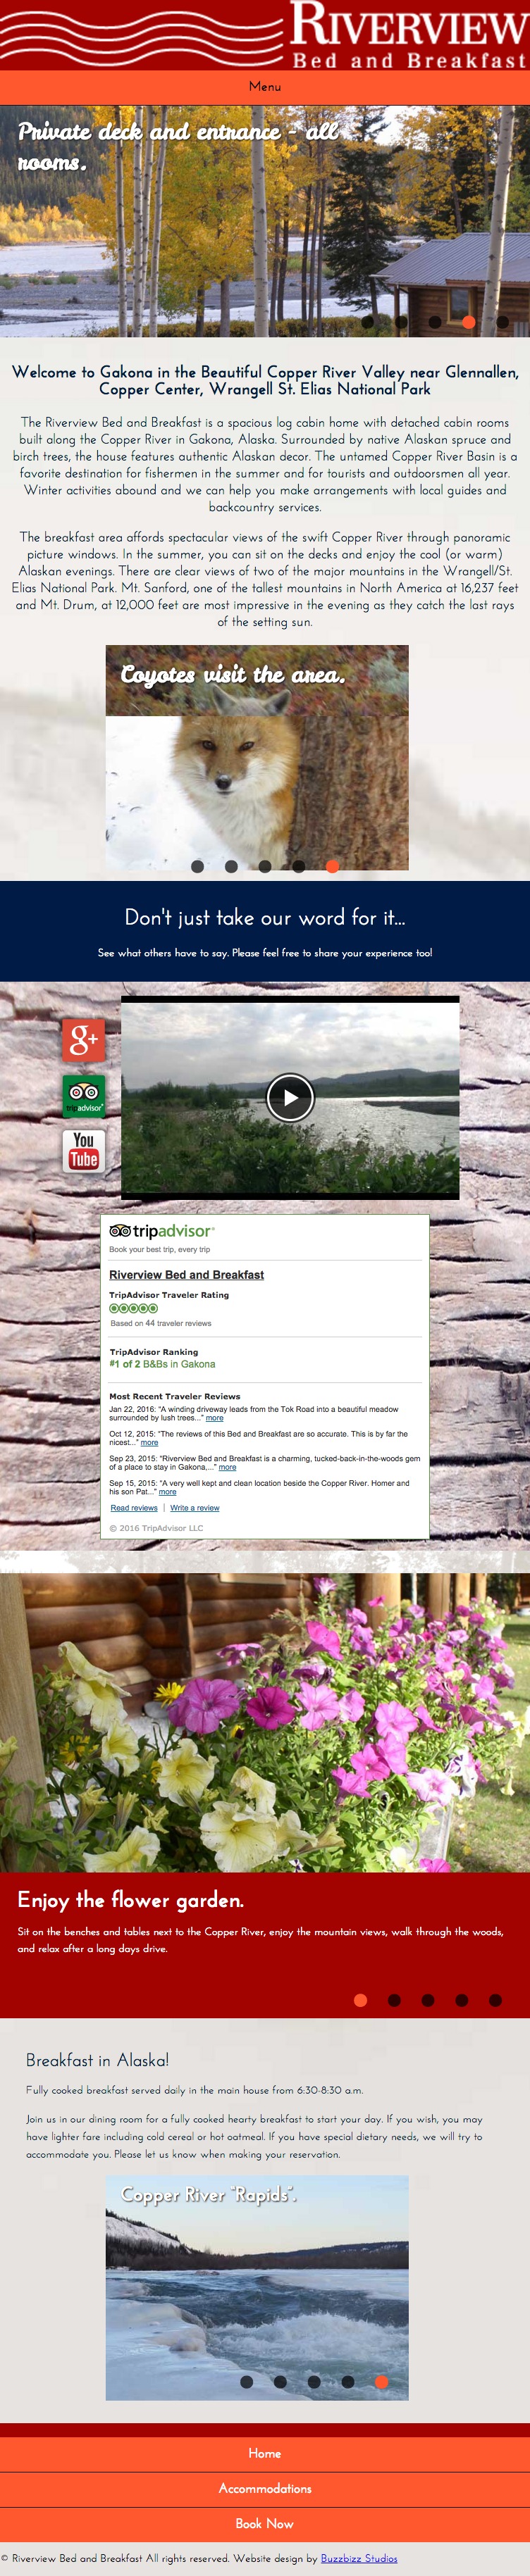 RIVERVIEW
Bed and Breakfast
Menu
Private deck and entrance - all
rooms.
Welcome to Gakona in the Beautiful Copper River Valley near Glennallen,
Copper Center, Wrangell St. Elias National Park
The Riverview Bed and Breakfast is a spacious log cabin home with detached cabin rooms
built along the Copper River in Gakona, Alaska. Surrounded by native Alaskan spruce and
birch trees, the house features authentic Alaskan decor. The untamed Copper River Basin is a
favorite destination for fishermen in the summer and for tourists and outdoorsmen all year.
Winter activities abound and we can help you make arrangements with local guides and
backcountry services.
The breakfast area affords spectacular views of the swift Copper River through panoramic
picture windows. In the summer, you can sit on the decks and enjoy the cool (or warm)
Alaskan evenings. There are clear views of two of the major mountains in the Wrangell/St.
Elias National Park. Mt. Sanford, one of the tallest mountains in North America at 16,237 feet
and Mt. Drum, at 12,000 feet are most impressive in the evening as they catch the last rays
of the setting sun.
Coyotes visit the area.
Don't just take our word for it...
See what others have to say. Please feel free to share your experience too!
g+
tripadvisor
You
Tube
tripadvisor
Book your best trip, every trip
Riverview Bed and Breakfast
TripAdvisor Traveler Rating
Based on 44 traveler reviews
TripAdvisor Ranking
#1 of 2 B&Bs in Gakona
Most Recent Traveler Reviews
Jan 22, 2016: "A winding driveway leads from the Tok Road into a beautiful meadow
surrounded by lush trees..." more
Oct 12, 2015: "The reviews of this Bed and Breakfast are so accurate. This is by far the
nicest..." more
Sep 23, 2015: "Riverview Bed and Breakfast is a charming, tucked-back-in-the-woods gem
of a place to stay in Gakona,..." more
Sep 15, 2015: "A very well kept and clean location beside the Copper River. Homer and
his son Pat..." more
Read reviews | Write a review
© 2016 TripAdvisor LLC
Enjoy the flower garden.
Sit on the benches and tables next to the Copper River, enjoy the mountain views, walk through the woods,
and relax after a long days drive.
Breakfast in Alaska!
Fully cooked breakfast served daily in the main house from 6:30-8:30 a.m.
Join us in our dining room for a fully cooked hearty breakfast to start your day. If you wish, you may
have lighter fare including cold cereal or hot oatmeal. If you have special dietary needs, we will try to
accommodate you. Please let us know when making your reservation.
Copper River "Rapids".
Home
Accommodations
Book Now
© Riverview Bed and Breakfast All rights reserved. Website design by Buzzbizz Studios